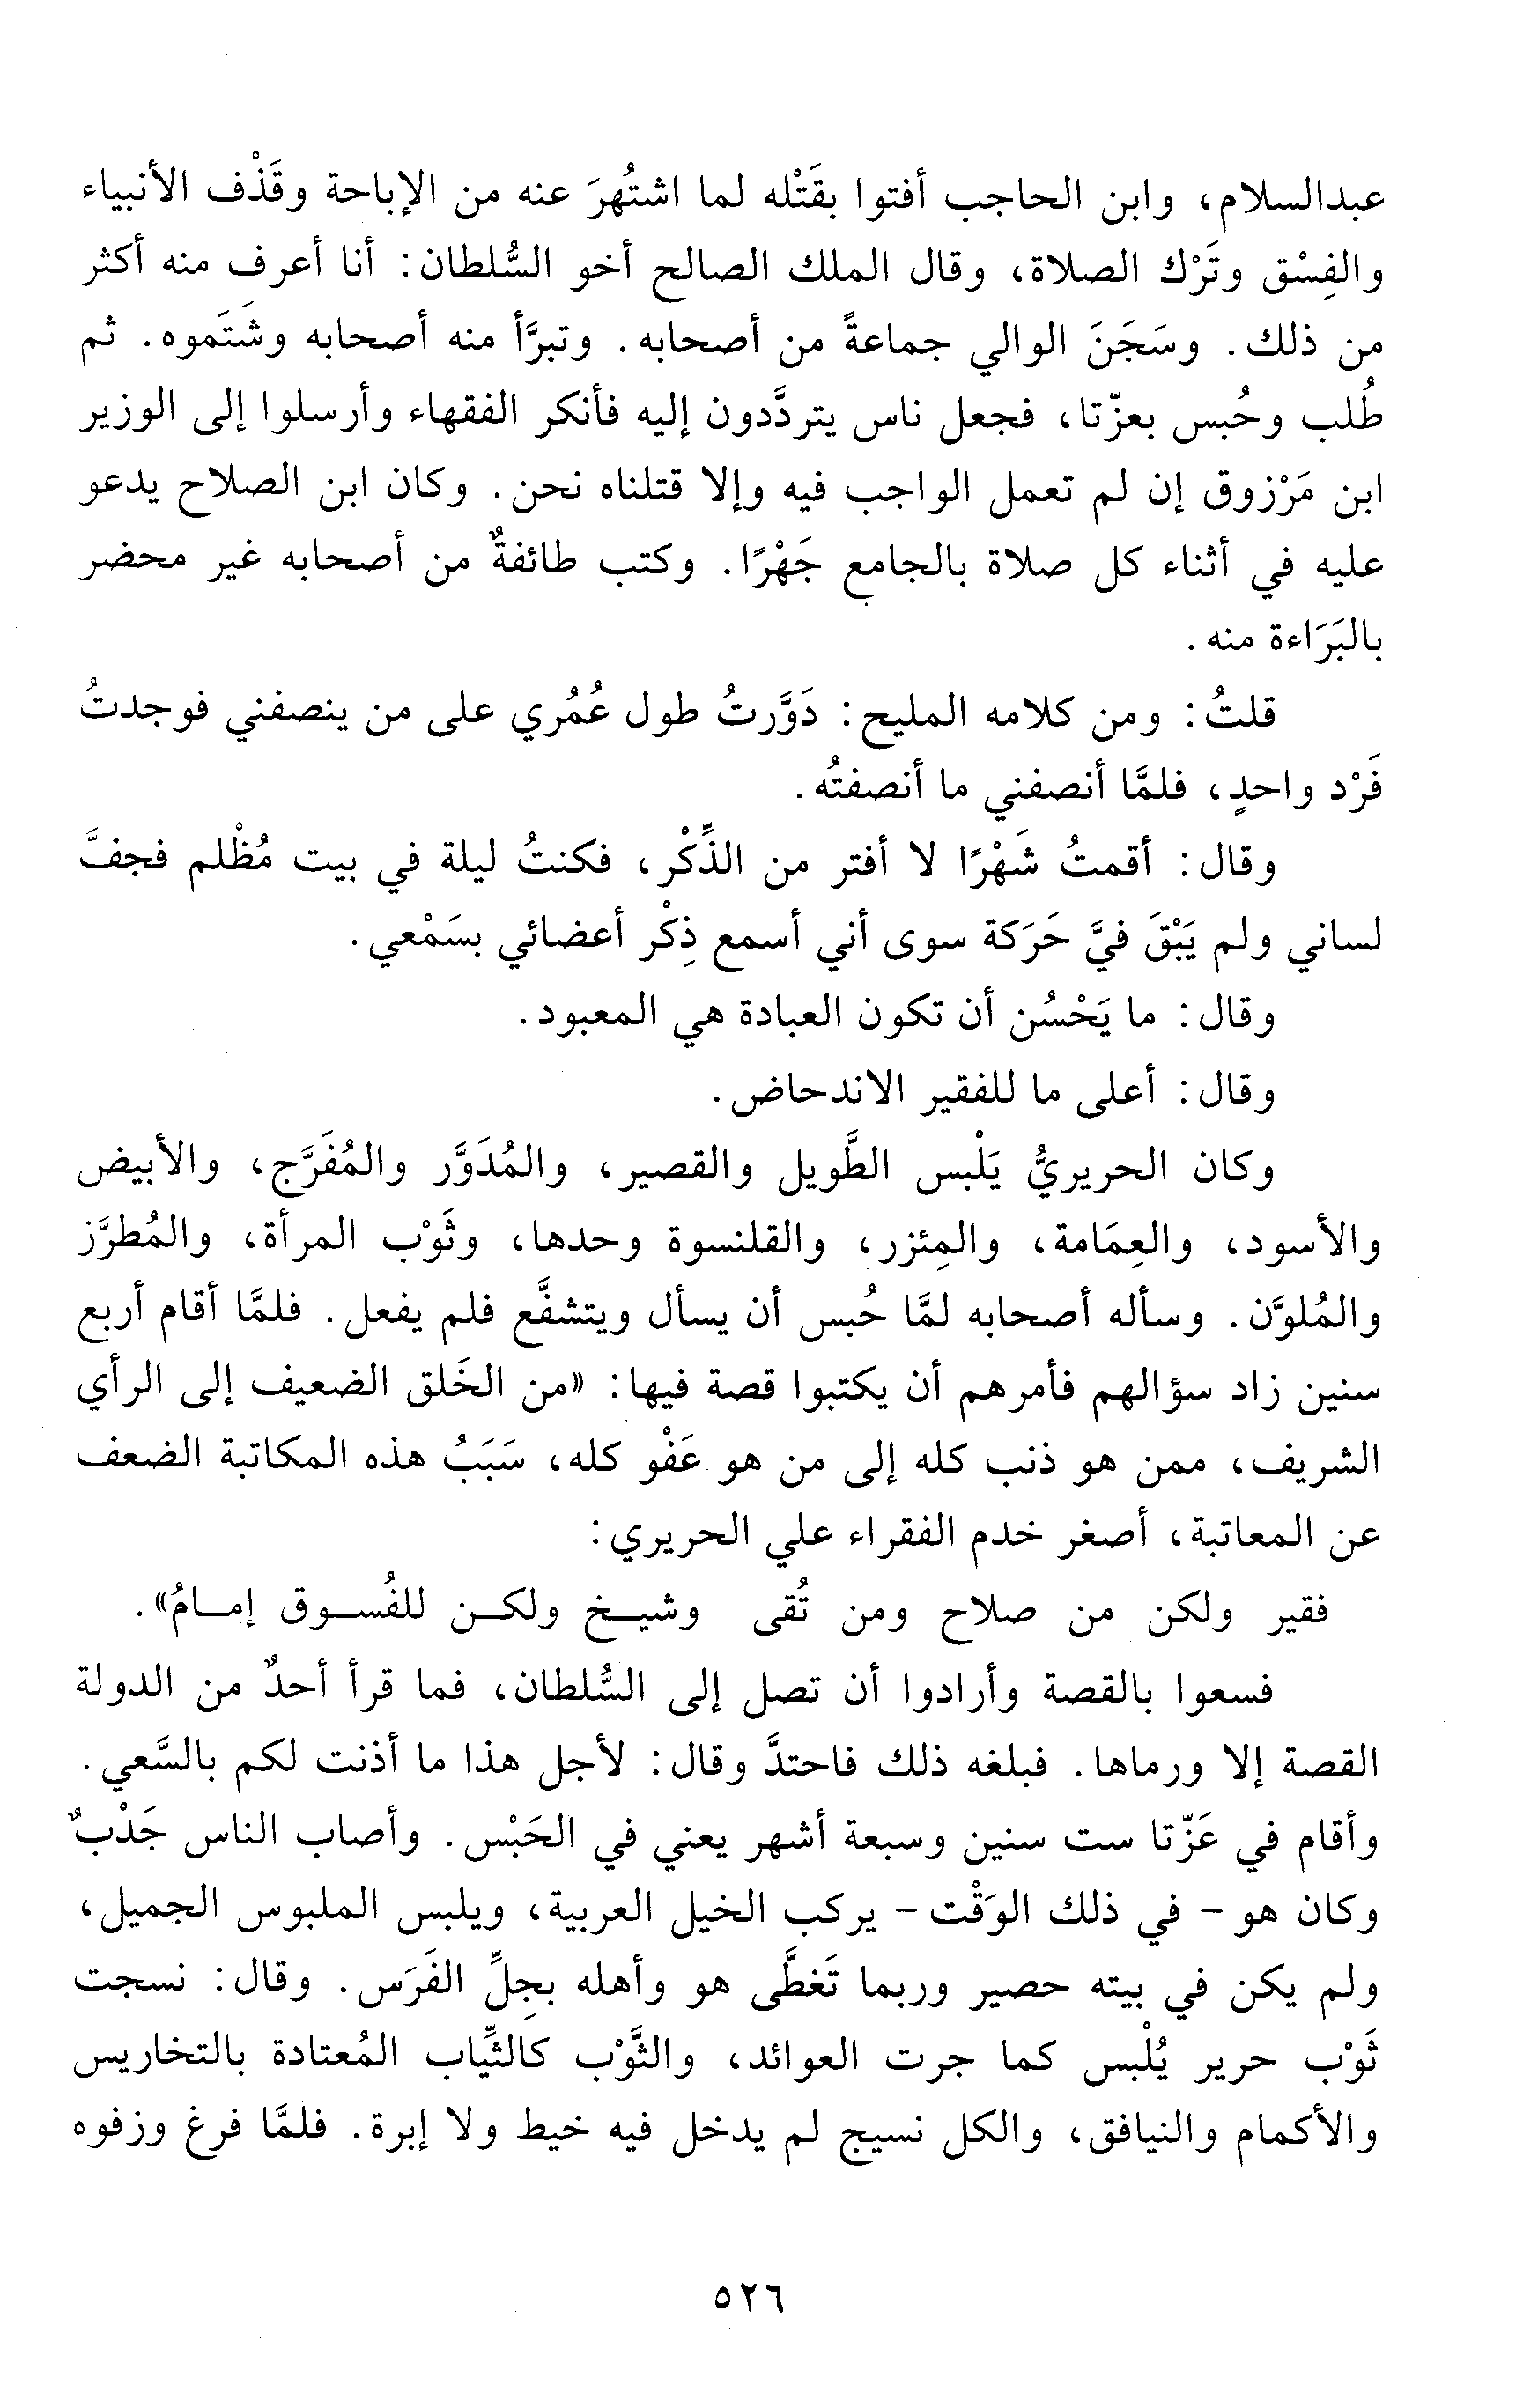 عبدالسلام، وابن الحاجب أفتوا بقَتْله لما اشتُهرَ عنه من الإباحة وقَذْف الأنبياء
والفِسْق وتَرْك الصلاة، وقال الملك الصالح أخو السُّلطان: أنا أعرف منه أكثر
من ذلك. وسَجَنَ الوالي جماعةً من أصحابه. وتبرَّأ منه أصحابه وشَتَموه. ثم
طُلب وحُبس بعزّتا، فجعل ناس يتردَّدون إليه فأنكر الفقهاء وأرسلوا إلى الوزير
ابن مَرْزوق إن لم تعمل الواجب فيه وإلا قتلناه نحن. وكان ابن الصلاح يدعو
عليه في أثناء كل صلاة بالجامع جَهْرًا. وكتب طائفةٌ من أصحابه غير محضر
بالبَرَاءة منه.
قلتُ: ومن كلامه المليح: دَوَّرتُ طول عُمُري على من ينصفني فوجدتُ
فَرْد واحدٍ، فلمَّا أنصفني ما أنصفتُه.
وقال: أقمتُ شَهْرًا لا أفتر من الذِّكْر، فكنتُ ليلة في بيت مُظْلم فجفَّ
لساني ولم يَبْقَ فيَّ حَرَكة سوى أني أسمع ذِكْر أعضائي بسَمْعي.
وقال: ما يَحْسُن أن تكون العبادة هي المعبود.
وقال: أعلى ما للفقير الاندحاض.
وكان الحريريُّ يَلْبس الطَّويل والقصير، والمُدَوَّر والمُفَرَّج، والأبيض
والأسود، والعِمَامة، والمِئزر، والقلنسوة وحدها، وثَوْب المرأة، والمُطرَّز
والمُلوَّن. وسأله أصحابه لمَّا حُبس أن يسأل ويتشفَّع فلم يفعل. فلمَّا أقام أربع
سنين زاد سؤالهم فأمرهم أن يكتبوا قصة فيها: «من الخَلق الضعيف إلى الرأي
الشريف، ممن هو ذنب كله إلى من هو عَفْو كله، سَبَبُ هذه المكاتبة الضعف
عن المعاتبة، أصغر خدم الفقراء علي الحريري:
فقير ولكن من صلاح ومن تُقى وشيخ ولكن للفُسوق إمامُ».
فسعوا بالقصة وأرادوا أن تصل إلى السُّلطان، فما قرأ أحدٌ من الدولة
القصة إلا ورماها. فبلغه ذلك فاحتدَّ وقال: لأجل هذا ما أذنت لكم بالسَّعي.
وأقام في عَزّتا ست سنين وسبعة أشهر يعني في الحَبْس. وأصاب الناس جَدْبٌ
وكان هو - في ذلك الوَقْت - يركب الخيل العربية، ويلبس الملبوس الجميل،
ولم يكن في بيته حصير وربما تَغطَّى هو وأهله بجِلِّ الفَرَس. وقال: نسجت
ثَوْب حرير يُلْبس كما جرت العوائد، والثَّوْب كالثِّياب المُعتادة بالتخاريس
والأكمام والنيافق، والكل نسيج لم يدخل فيه خيط ولا إبرة. فلمَّا فرغ وزفوه
٥٢٦